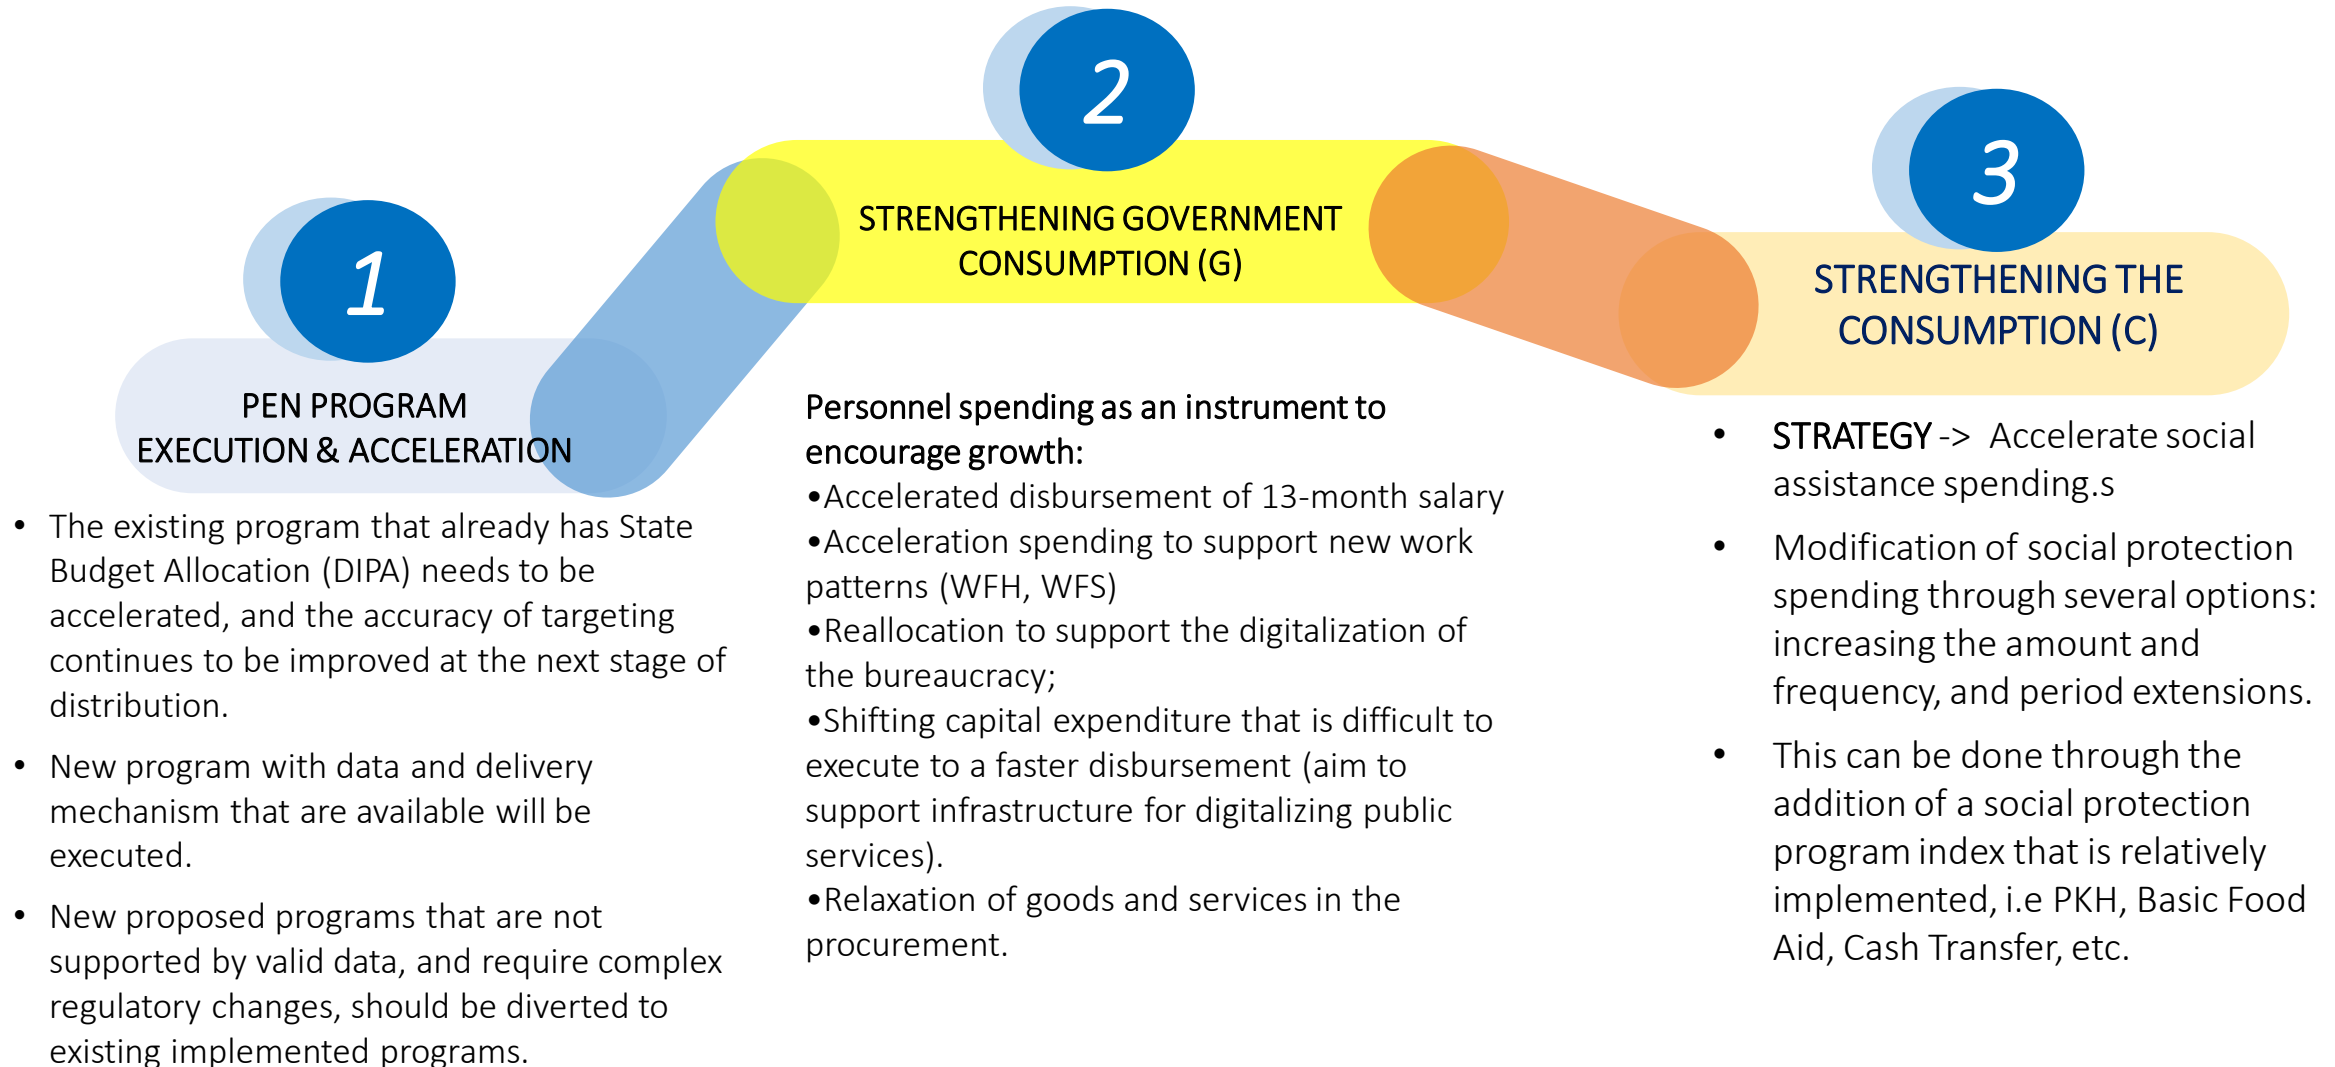 1
PEN PROGRAM
EXECUTION & ACCELERATION
• The existing program that already has State
Budget Allocation (DIPA) needs to be
accelerated, and the accuracy of targeting
continues to be improved at the next stage of
distribution.
• New program with data and delivery
mechanism that are available will be
executed.
• New proposed programs that are not
supported by valid data, and require complex
regulatory changes, should be diverted to
existing implemented programs.
2
STRENGTHENING GOVERNMENT
CONSUMPTION (G)
Personnel spending as an instrument to
encourage growth:
•Accelerated disbursement of 13-month salary
•Acceleration spending to support new work
patterns (WFH, WFS)
•Reallocation to support the digitalization of
the bureaucracy;
•Shifting capital expenditure that is difficult to
execute to a faster disbursement (aim to
support infrastructure for digitalizing public
services).
•Relaxation of goods and services in the
procurement.
3
STRENGTHENING THE
CONSUMPTION (C)
• STRATEGY -> Accelerate social
assistance spending.s
• Modification of social protection
spending through several options:
increasing the amount and
frequency, and period extensions.
• This can be done through the
addition of a social protection
program index that is relatively
implemented, i.e PKH, Basic Food
Aid, Cash Transfer, etc.